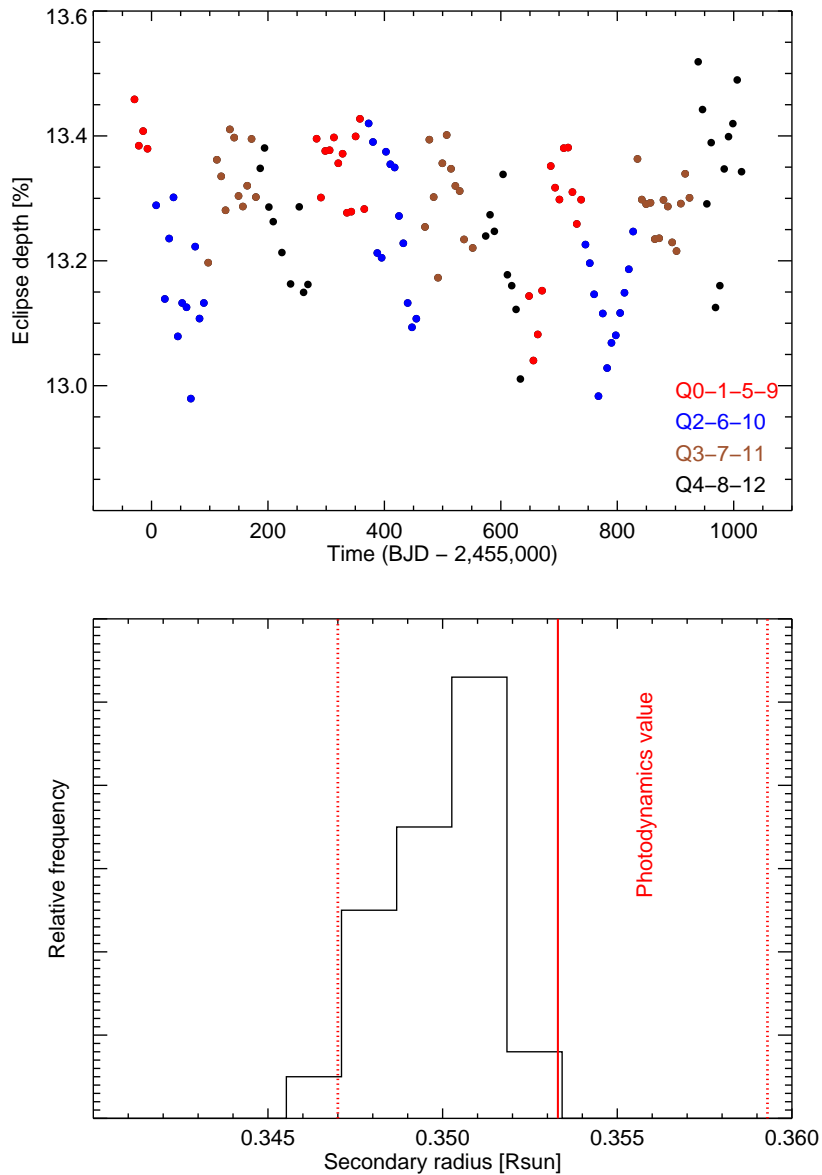 13.6
13.4
13.2
13.0
Eclipse depth [%]
Q0−1−5−9
Q2−6−10
Q3−7−11
Q4−8−12
0 200 400 600 800 1000
Time (BJD − 2,455,000)
Relative frequency
Photodynamics value
0.345 0.350 0.355 0.360
Secondary radius [Rsun]